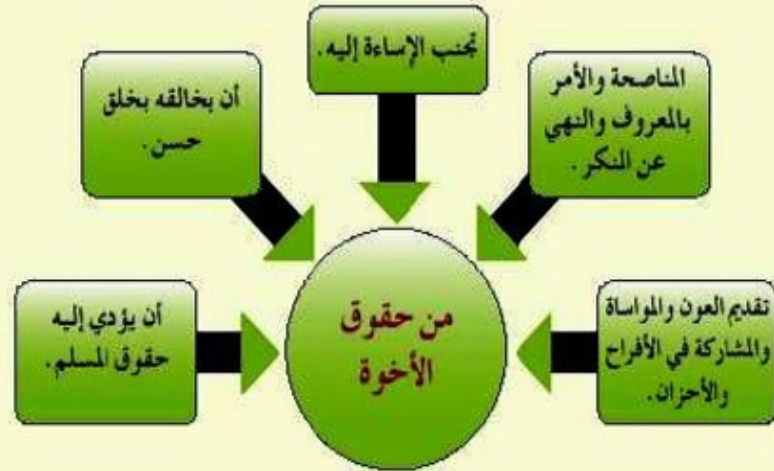 من حقوق
الأخوة
تقديم العون والمواساة
والمشاركة في الأفراح
والأحزان.
المناصحة والأمر
بالمعروف والنهي
عن المنكر.
تجنب الإساءة إليه.
أن يخالقه بخلق
حسن.
أن يؤدي إليه
حقوق المسلم.